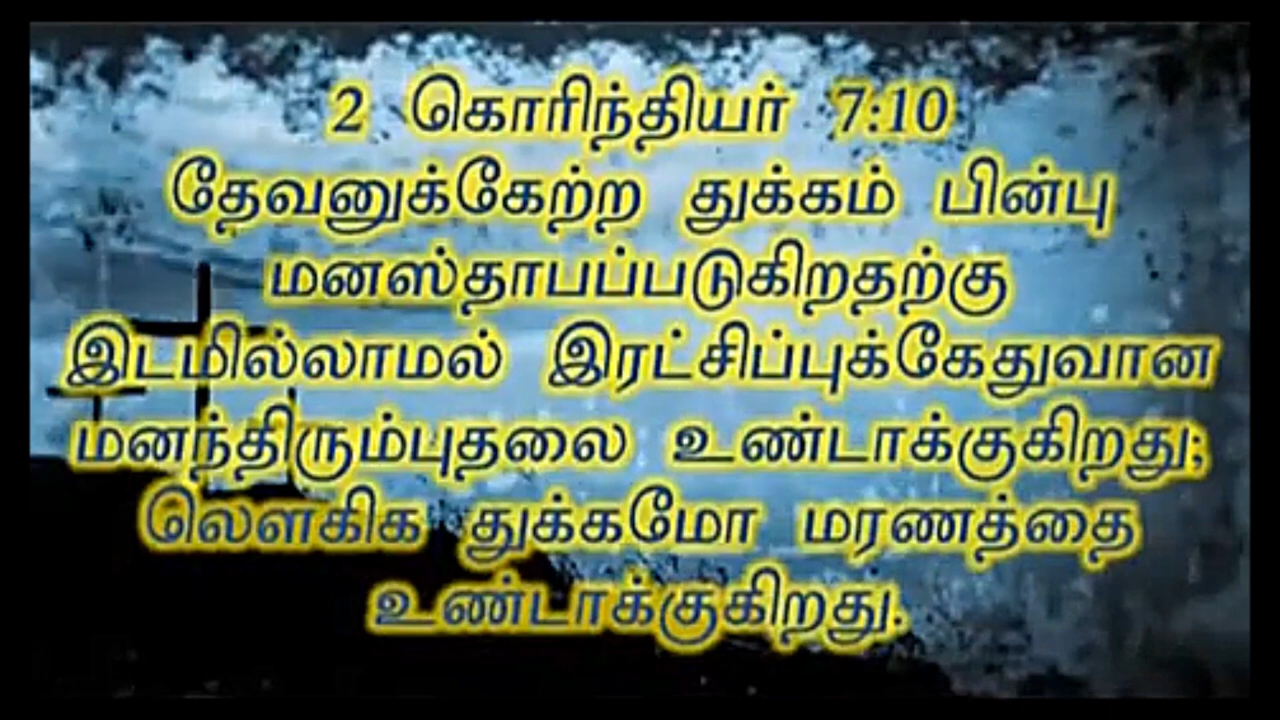 2 கொரிந்தியர் 7:10
தேவனுக்கேற்ற துக்கம் பின்பு
மனஸ்தாபப்படுகிறதற்கு
இடமில்லாமல் இரட்சிப்புக்கேதுவான
மனந்திரும்புதலை உண்டாக்குகிறது;
லௌகிக துக்கமோ மரணத்தை
உண்டாக்குகிறது.